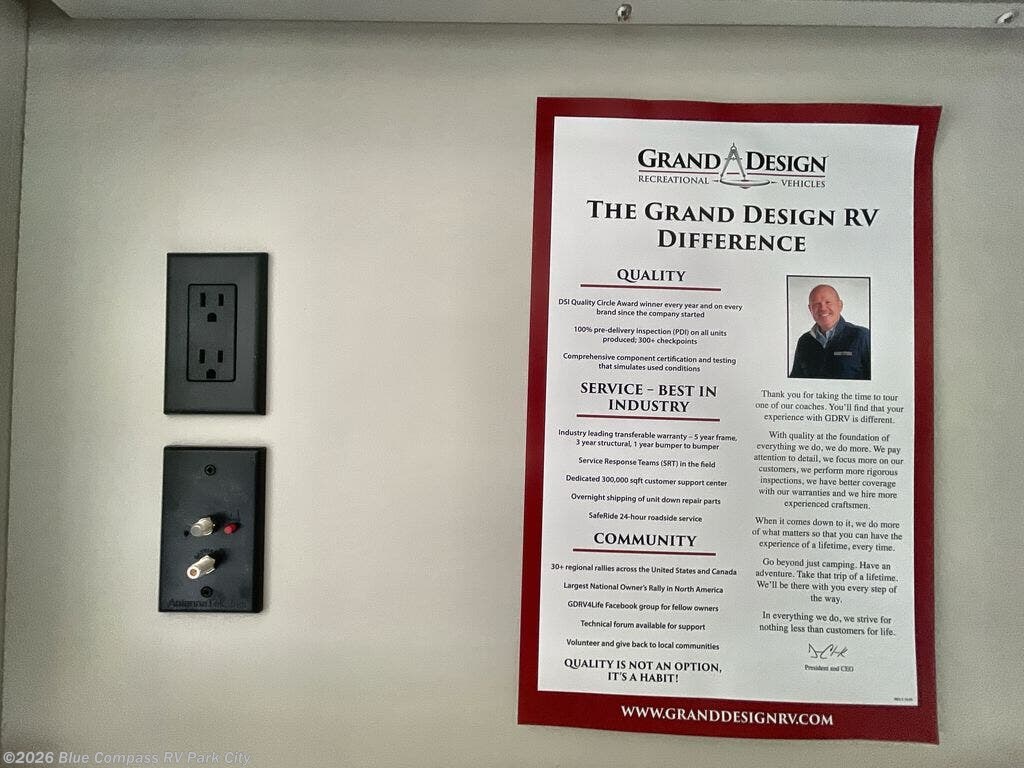 GRAND DESIGN
RECREATIONAL VEHICLES
THE GRAND DESIGN RV
DIFFERENCE
QUALITY
DSI Quality Circle Award winner every year and on every
brand since the company started
100% pre-delivery inspection (PDI) on all units
produced; 300+ checkpoints
Comprehensive component certification and testing
that simulates used conditions
SERVICE – BEST IN
INDUSTRY
Industry leading transferable warranty – 5 year frame,
3 year structural, 1 year bumper to bumper
Service Response Teams (SRT) in the field
Dedicated 300,000 sqft customer support center
Overnight shipping of unit down repair parts
SafeRide 24-hour roadside service
COMMUNITY
30+ regional rallies across the United States and Canada
Largest National Owner's Rally in North America
GDRV4Life Facebook group for fellow owners
Technical forum available for support
Volunteer and give back to local communities
QUALITY IS NOT AN OPTION,
IT'S A HABIT!
Thank you for taking the time to tour
one of our coaches. You'll find that your
experience with GDRV is different.
With quality at the foundation of
everything we do, we do more. We pay
attention to detail, we focus more on our
customers, we perform more rigorous
inspections, we have better coverage
with our warranties and we hire more
experienced craftsmen.
When it comes down to it, we do more
of what matters so that you can have the
experience of a lifetime, every time.
Go beyond just camping. Have an
adventure. Take that trip of a lifetime.
We'll be there with you every step of
the way.
In everything we do, we strive for
nothing less than customers for life.
President and CEO
WWW.GRANDDESIGNRV.COM
©2026 Blue Compass RV Park City